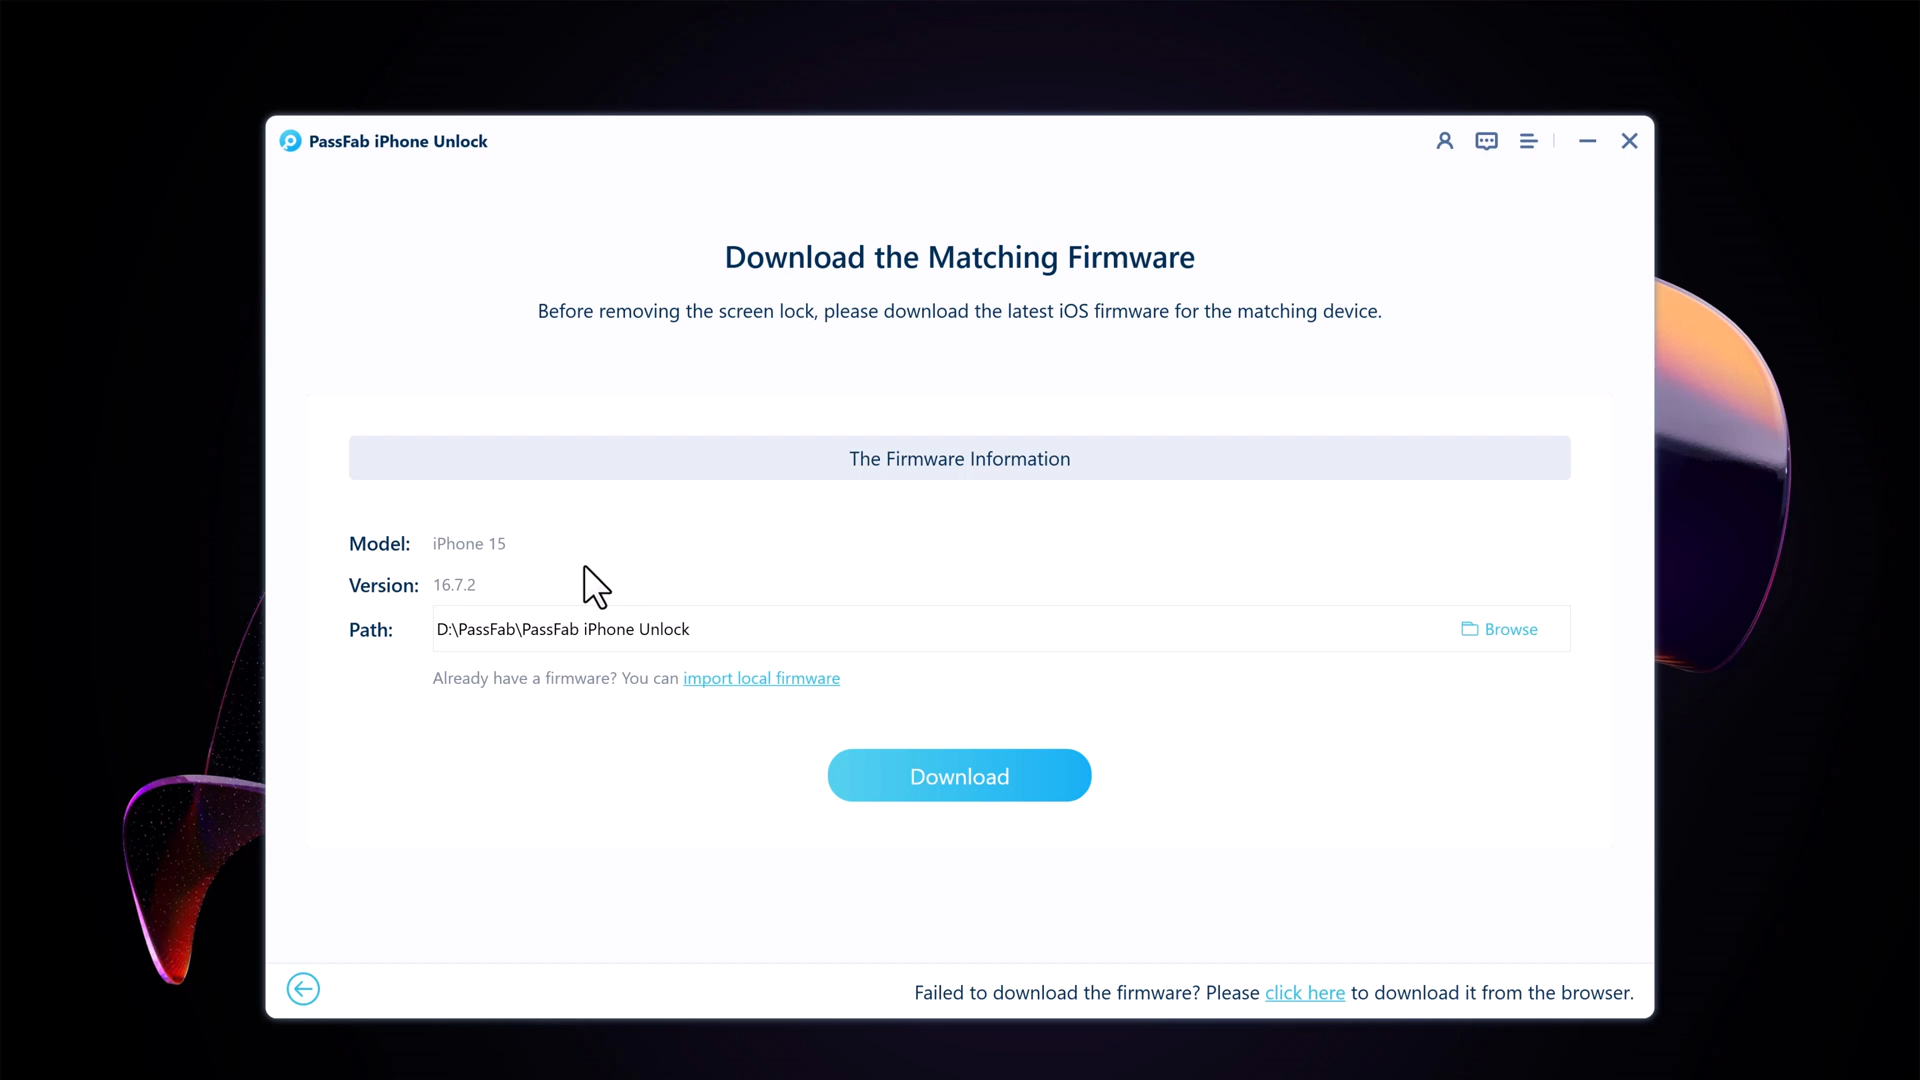 PassFab iPhone Unlock
Download the Matching Firmware
Before removing the screen lock, please download the latest iOS firmware for the matching device.
The Firmware Information
Model: iPhone 15
Version: 16.7.2
Path: D:\PassFab\PassFab iPhone Unlock Browse
Already have a firmware? You can import local firmware
Download
Failed to download the firmware? Please click here to download it from the browser.